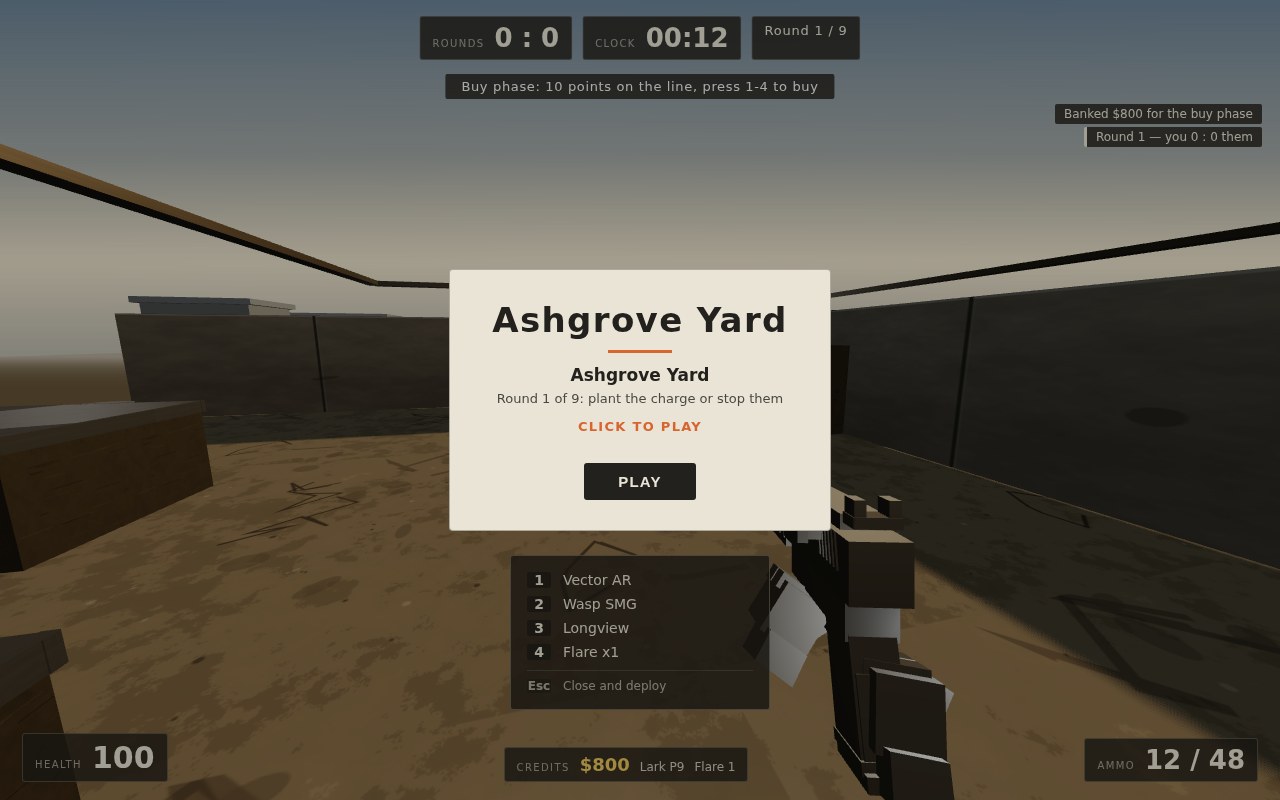 ROUNDS 0 : 0
CLOCK 00:12
Round 1 / 9
Buy phase: 10 points on the line, press 1-4 to buy
Banked $800 for the buy phase
Round 1 — you 0 : 0 them
Ashgrove Yard
Ashgrove Yard
Round 1 of 9: plant the charge or stop them
CLICK TO PLAY
PLAY
1 Vector AR
2 Wasp SMG
3 Longview
4 Flare x1
Esc Close and deploy
HEALTH 100
CREDITS $800 Lark P9 Flare 1
AMMO 12 / 48